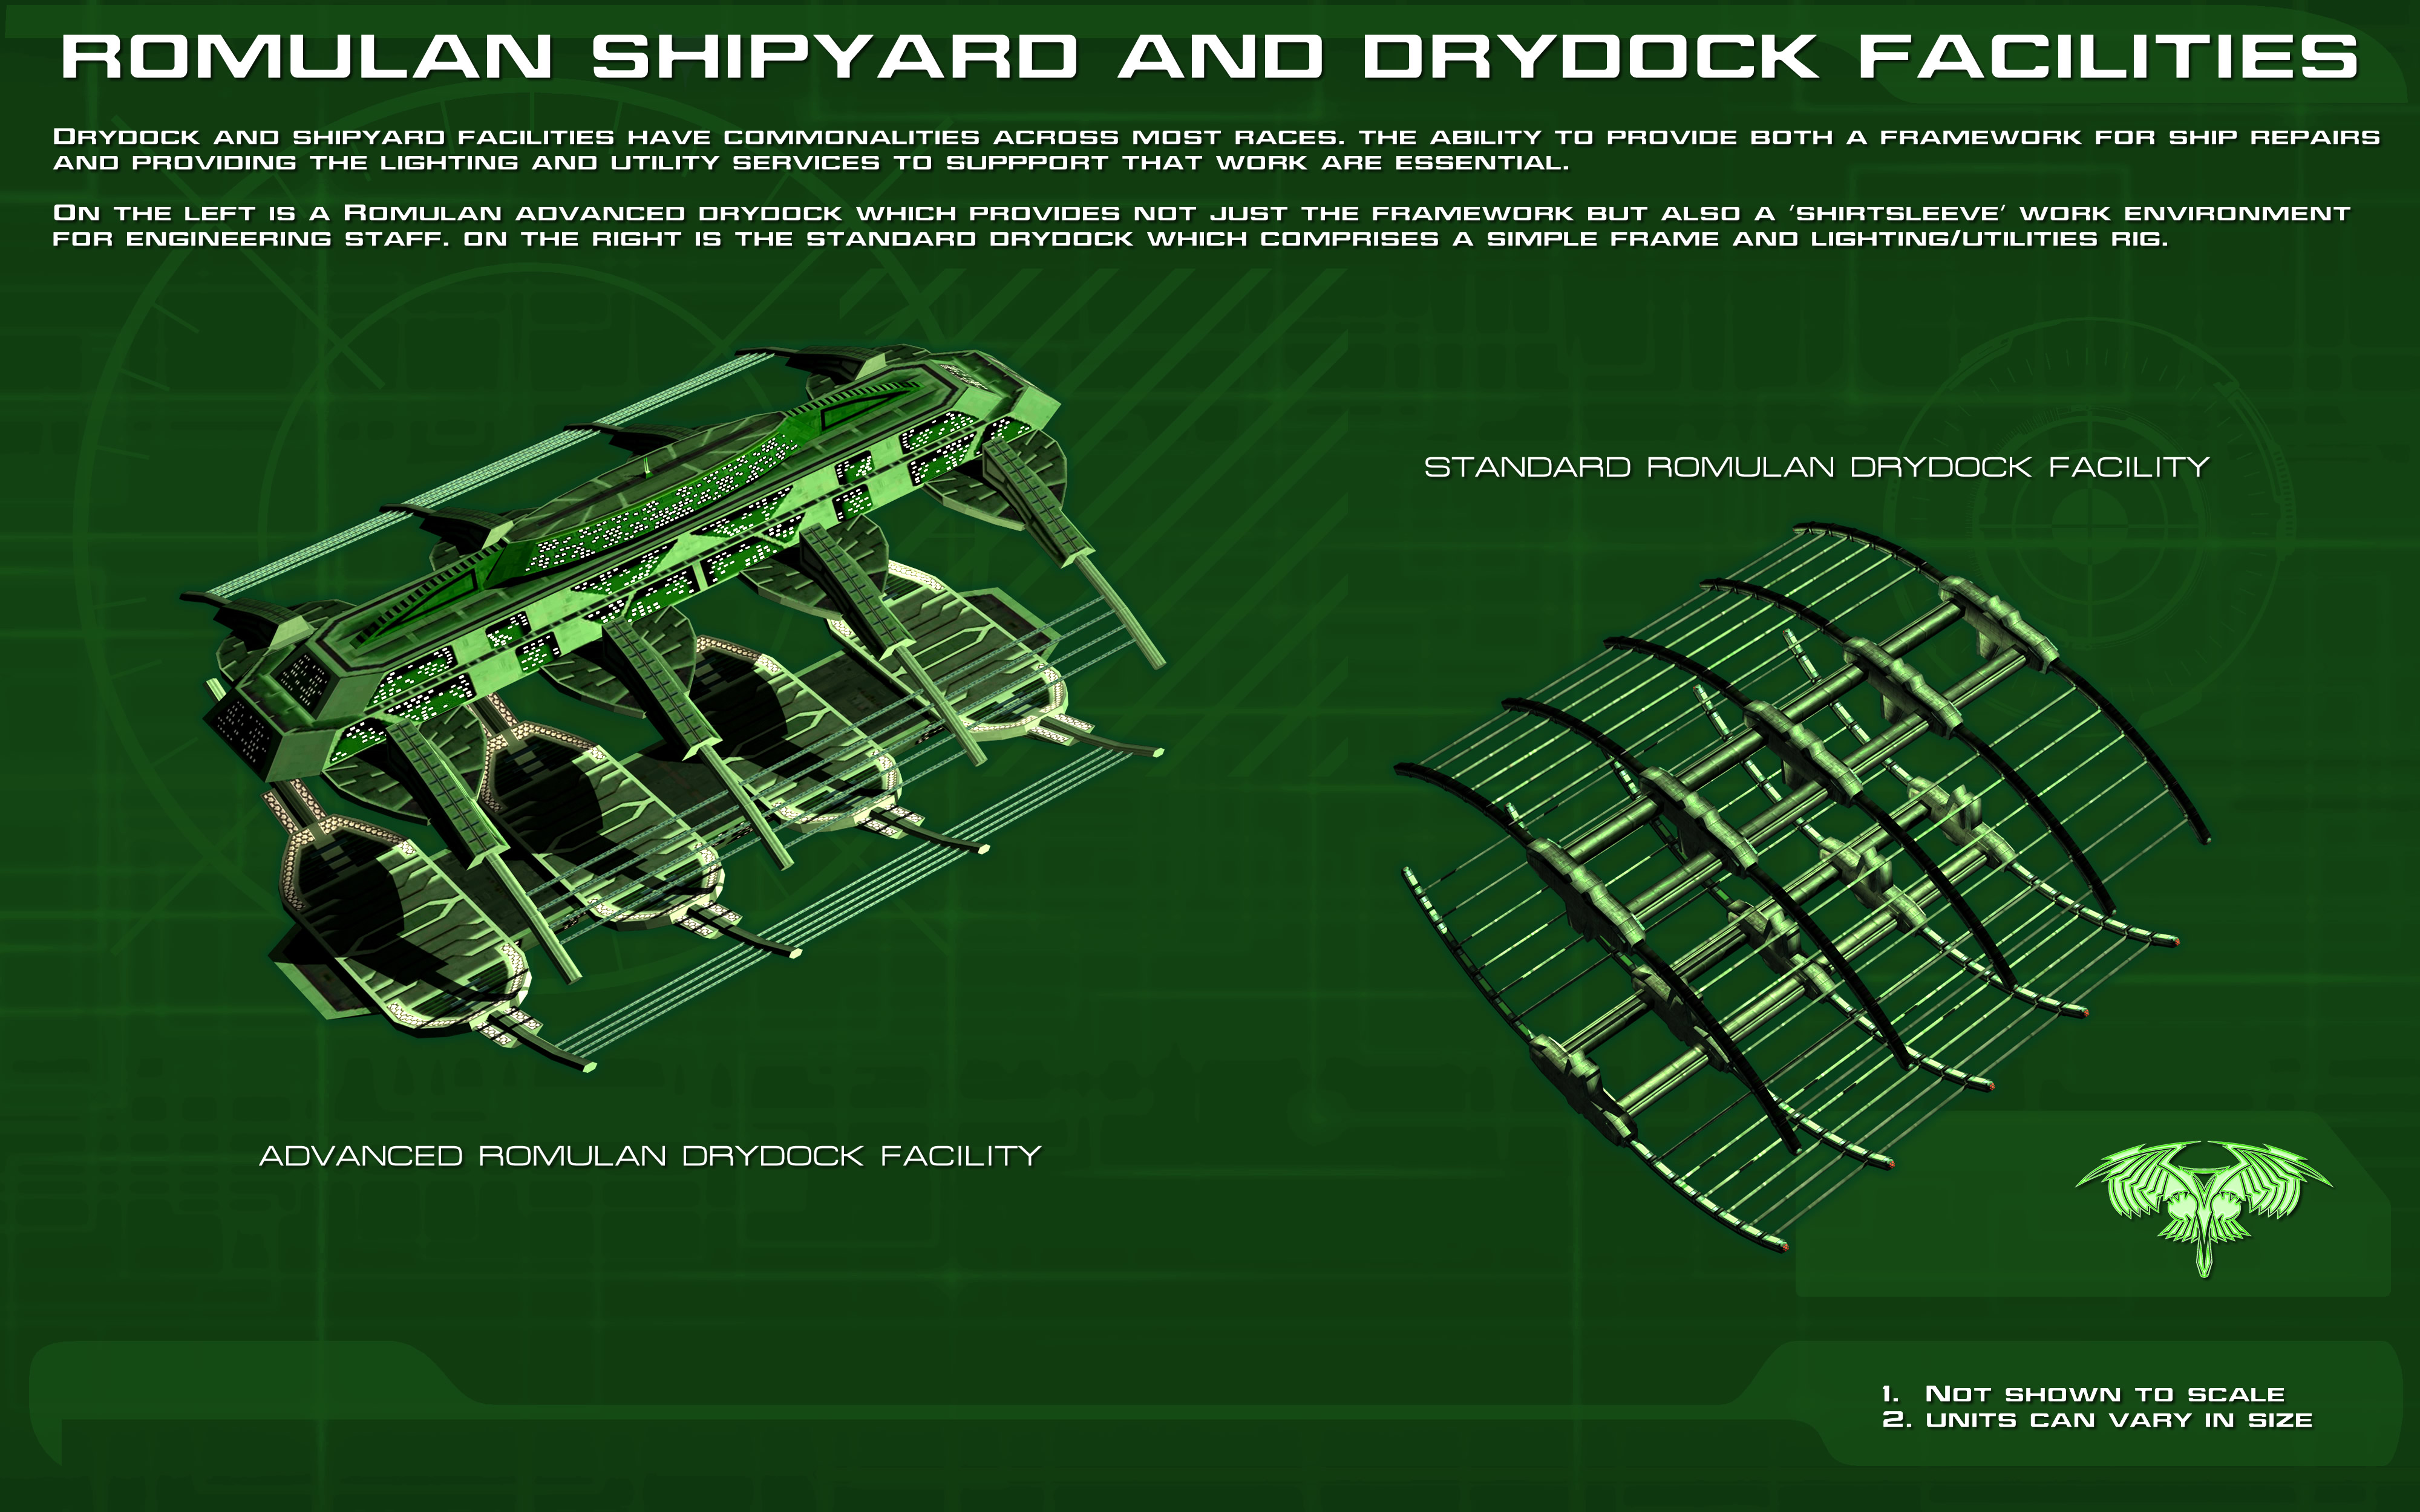 ROMULAN SHIPYARD AND DRYDOCK FACILITIES
DRYDOCK AND SHIPYARD FACILITIES HAVE COMMONALITIES ACROSS MOST RACES. THE ABILITY TO PROVIDE BOTH A FRAMEWORK FOR SHIP REPAIRS
AND PROVIDING THE LIGHTING AND UTILITY SERVICES TO SUPPPORT THAT WORK ARE ESSENTIAL.
ON THE LEFT IS A ROMULAN ADVANCED DRYDOCK WHICH PROVIDES NOT JUST THE FRAMEWORK BUT ALSO A 'SHIRTSLEEVE' WORK ENVIRONMENT
FOR ENGINEERING STAFF. ON THE RIGHT IS THE STANDARD DRYDOCK WHICH COMPRISES A SIMPLE FRAME AND LIGHTING/UTILITIES RIG.
STANDARD ROMULAN DRYDOCK FACILITY
ADVANCED ROMULAN DRYDOCK FACILITY
1. NOT SHOWN TO SCALE
2. UNITS CAN VARY IN SIZE